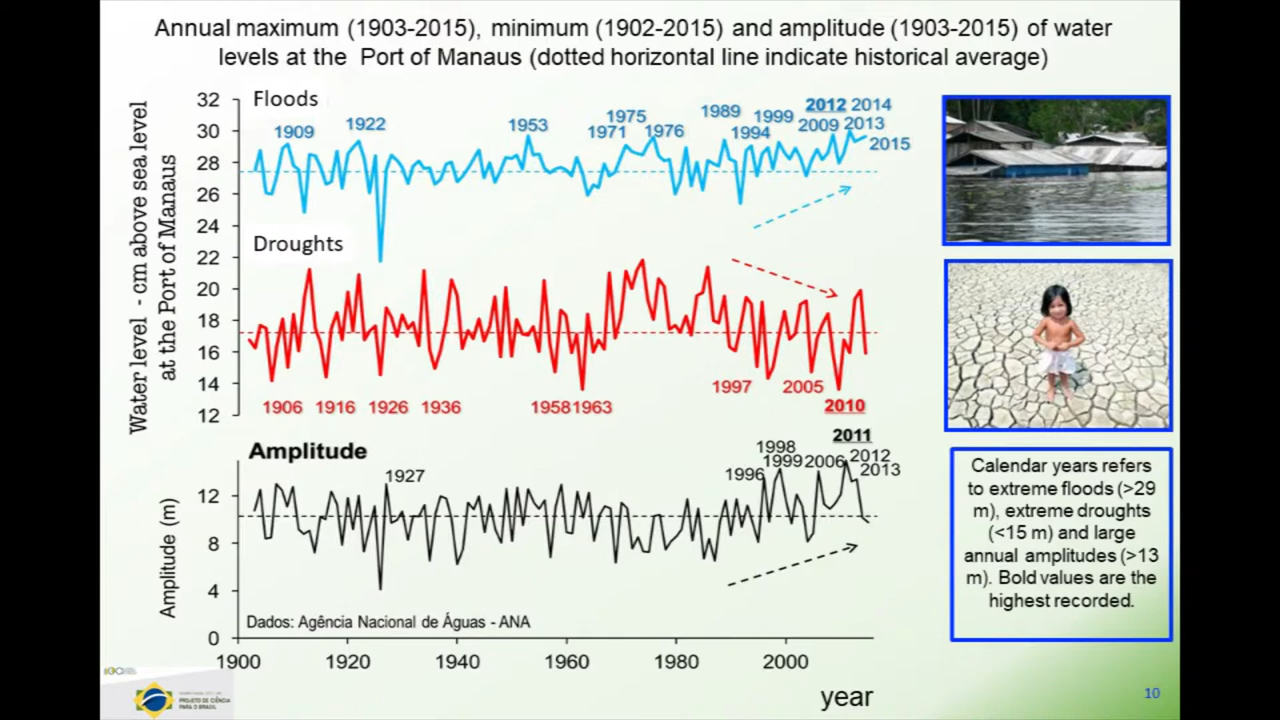 Annual maximum (1903-2015), minimum (1902-2015) and amplitude (1903-2015) of water
levels at the Port of Manaus (dotted horizontal line indicate historical average)
Water level - cm above sea level
at the Port of Manaus
Floods
32
30
28
26
24
22
20
18
16
14
12
1909
1922
1953
1971
1975
1976
1989
1994
1999
2009
2012
2013
2014
2015
Droughts
1906
1916
1926
1936
1958
1963
1997
2005
2010
Amplitude
Amplitude (m)
12
8
4
0
1927
1996
1998
1999
2006
2011
2012
2013
Dados: Agência Nacional de Águas - ANA
1900
1920
1940
1960
1980
2000
year
Calendar years refers
to extreme floods (>29
m), extreme droughts
(<15 m) and large
annual amplitudes (>13
m). Bold values are the
highest recorded.
PROJETO DE CIÊNCIA
PARA O BRASIL
10